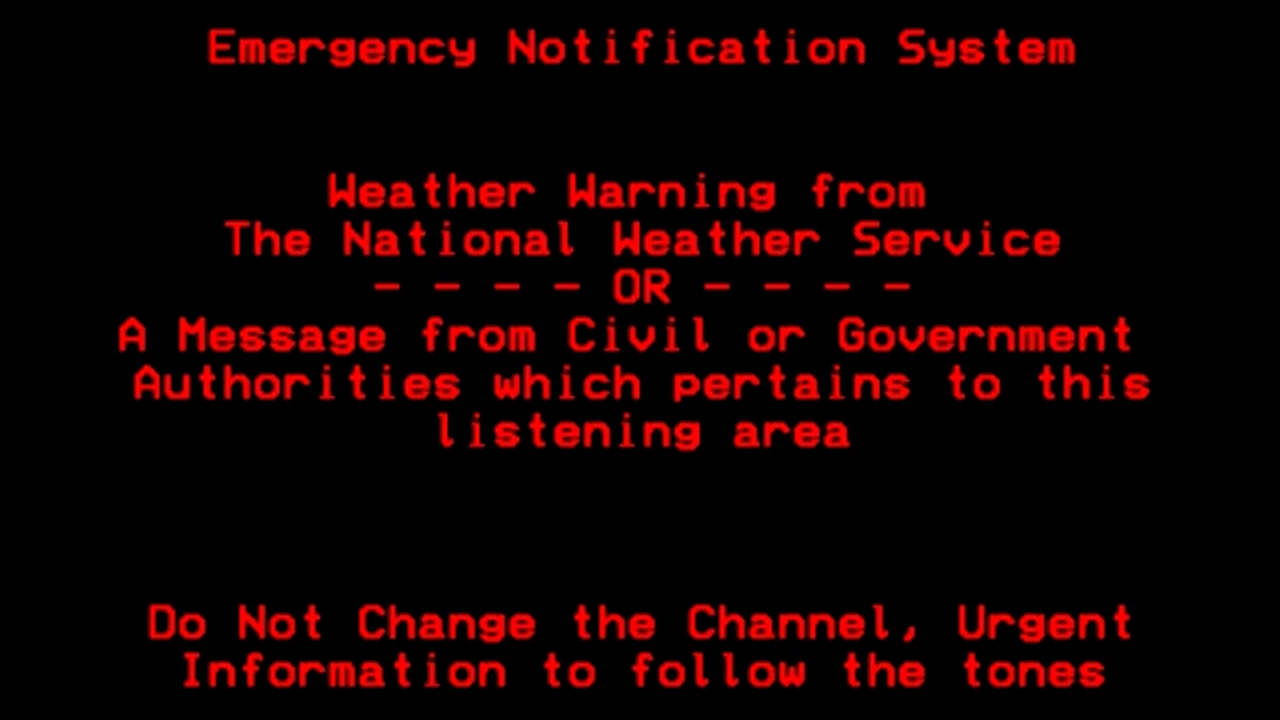 Emergency Notification System
Weather Warning from
The National Weather Service
- - - - OR - - - -
A Message from Civil or Government
Authorities which pertains to this
listening area
Do Not Change the Channel, Urgent
Information to follow the tones